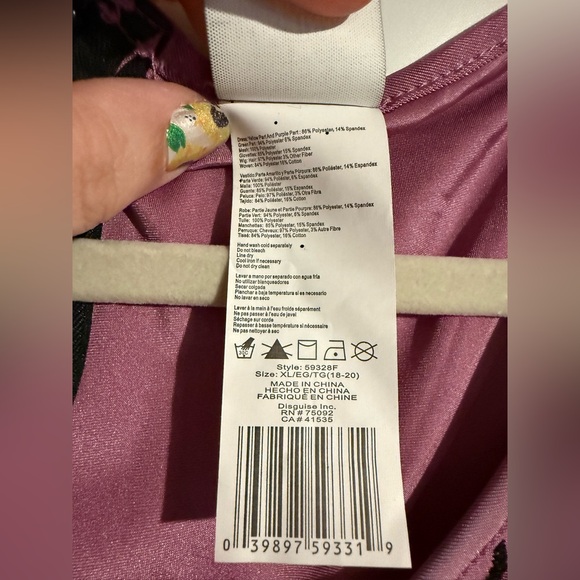 Dress: Yellow Part And Purple Part: 86% Polyester, 14% Spandex
Green Part: 94% Polyester 6% Spandex
Mesh: 100% Polyester
Glovettes: 85% Polyester 15% Spandex
Wig: Hair: 97% Polyester 3% Other Fiber
Woven: 84% Polyester 16% Cotton
Vestido: Parte Amarillo y Parte Púrpura: 86% Poliéster, 14% Spandex
Parte Verde: 94% Poliéster, 6% Espandex
Malla: 100% Poliéster
Guante: 85% Poliéster, 15% Espandex
Peluca: Pelo: 97% Poliéster, 3% Otra Fibra
Tejido: 84% Poliéster, 16% Cotton
Robe: Partie Jaune et Partie Pourpre: 86% Polyester, 14% Spandex
Partie Vert: 94% Polyester, 6% Spandex
Tulle: 100% Polyester
Manchettes: 85% Polyester, 15% Spandex
Perruque: Cheveux: 97% Polyester, 3% Autre Fibre
Tissé: 84% Polyester, 16% Cotton
Hand wash cold separately
Do not bleach
Line dry
Cool iron if necessary
Do not dry clean
Lavar a mano por separado con agua fría
No utilizar blanqueadores
Secar colgada
Planchar a baja temperatura si es necesario
No lavar en seco
Laver à la main à l'eau froide séparément
Ne pas passer à l'eau de javel
Séchage sur corde
Repasser à basse température si nécessaire
Ne pas nettoyer à sec
Style: 59328F
Size: XL/EG/TG(18-20)
MADE IN CHINA
HECHO EN CHINA
FABRIQUÉ EN CHINE
Disguise Inc.
RN # 75092
CA# 41535
0 39897 59331 9